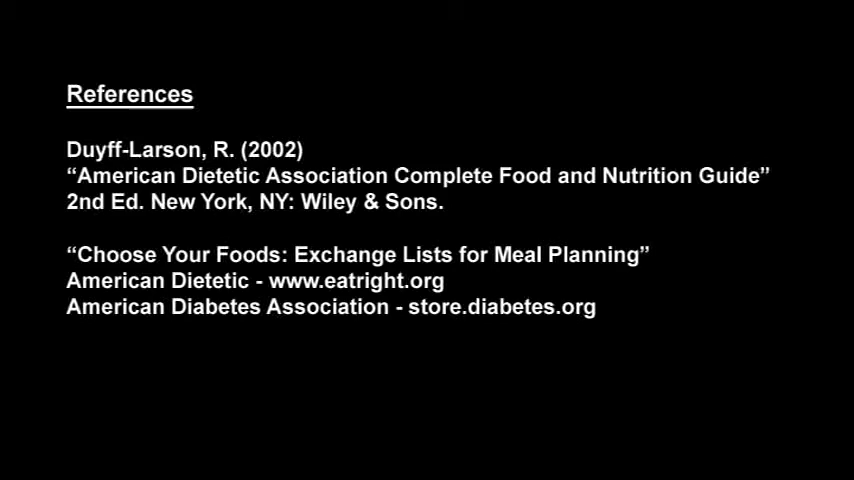 References
Duyff-Larson, R. (2002)
“American Dietetic Association Complete Food and Nutrition Guide”
2nd Ed. New York, NY: Wiley & Sons.
“Choose Your Foods: Exchange Lists for Meal Planning”
American Dietetic - www.eatright.org
American Diabetes Association - store.diabetes.org